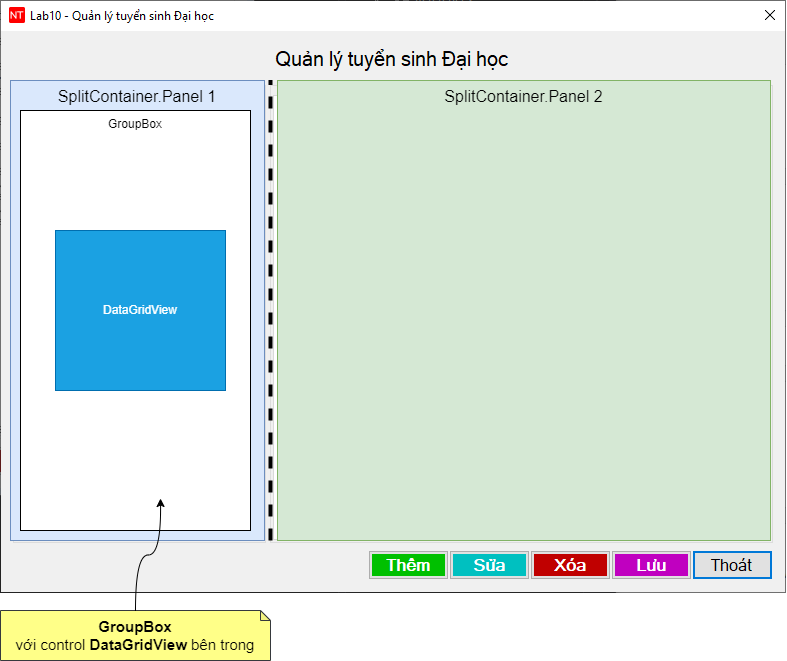 NT Lab10 - Quản lý tuyển sinh Đại học
Quản lý tuyển sinh Đại học
SplitContainer.Panel 1
GroupBox
DataGridView
SplitContainer.Panel 2
Thêm Sửa Xóa Lưu Thoát
GroupBox
với control DataGridView bên trong